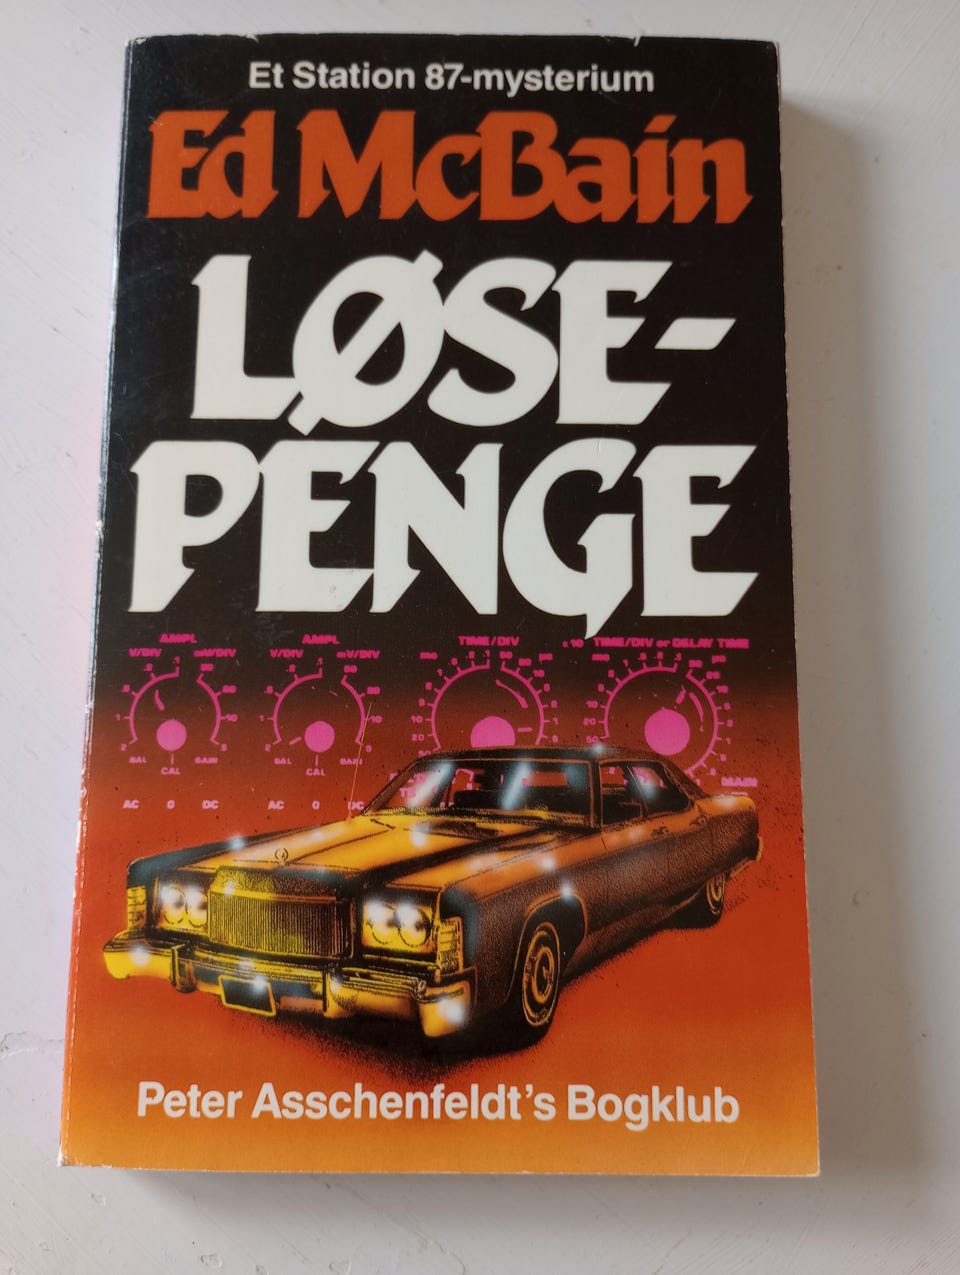 Et Station 87-mysterium
Ed McBain
LØSE-
PENGE
AMPL AMPL TIME/DIV x10 TIME/DIV or DELAY TIME
V/DIV mV/DIV V/DIV mV/DIV
CAL CAL
AC 0 DC AC 0 DC
Peter Asschenfeldt's Bogklub